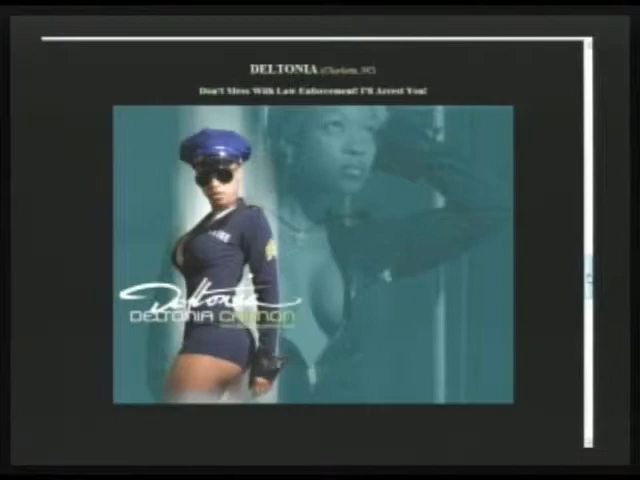 DELTONIA (Charlotte, NC)
Don't Mess With Law Enforcement! I'll Arrest You!
Deltonia
DELTONIA CANNON